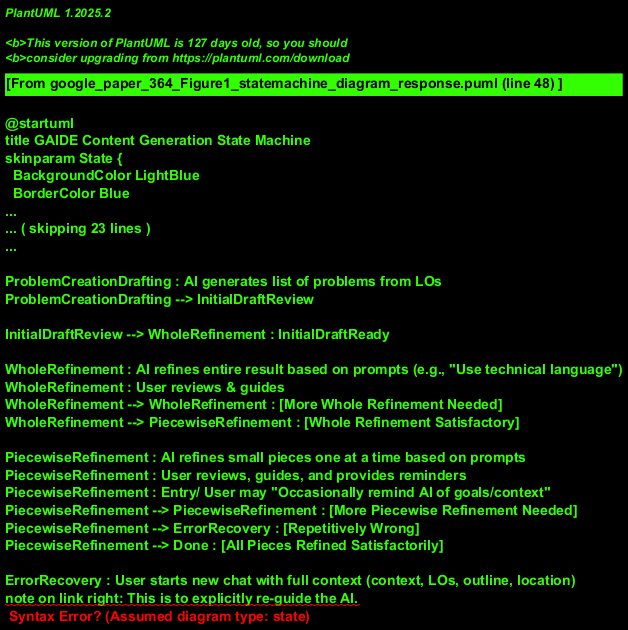 PlantUML 1.2025.2
<b>This version of PlantUML is 127 days old, so you should
<b>consider upgrading from https://plantuml.com/download
[From google_paper_364_Figure1_statemachine_diagram_response.puml (line 48) ]
@startuml
title GAIDE Content Generation State Machine
skinparam State {
  BackgroundColor LightBlue
  BorderColor Blue
...
... ( skipping 23 lines )
...
ProblemCreationDrafting : AI generates list of problems from LOs
ProblemCreationDrafting --> InitialDraftReview
InitialDraftReview --> WholeRefinement : InitialDraftReady
WholeRefinement : AI refines entire result based on prompts (e.g., "Use technical language")
WholeRefinement : User reviews & guides
WholeRefinement --> WholeRefinement : [More Whole Refinement Needed]
WholeRefinement --> PiecewiseRefinement : [Whole Refinement Satisfactory]
PiecewiseRefinement : AI refines small pieces one at a time based on prompts
PiecewiseRefinement : User reviews, guides, and provides reminders
PiecewiseRefinement : Entry/ User may "Occasionally remind AI of goals/context"
PiecewiseRefinement --> PiecewiseRefinement : [More Piecewise Refinement Needed]
PiecewiseRefinement --> ErrorRecovery : [Repetitively Wrong]
PiecewiseRefinement --> Done : [All Pieces Refined Satisfactorily]
ErrorRecovery : User starts new chat with full context (context, LOs, outline, location)
note on link right: This is to explicitly re-guide the AI.
 Syntax Error? (Assumed diagram type: state)